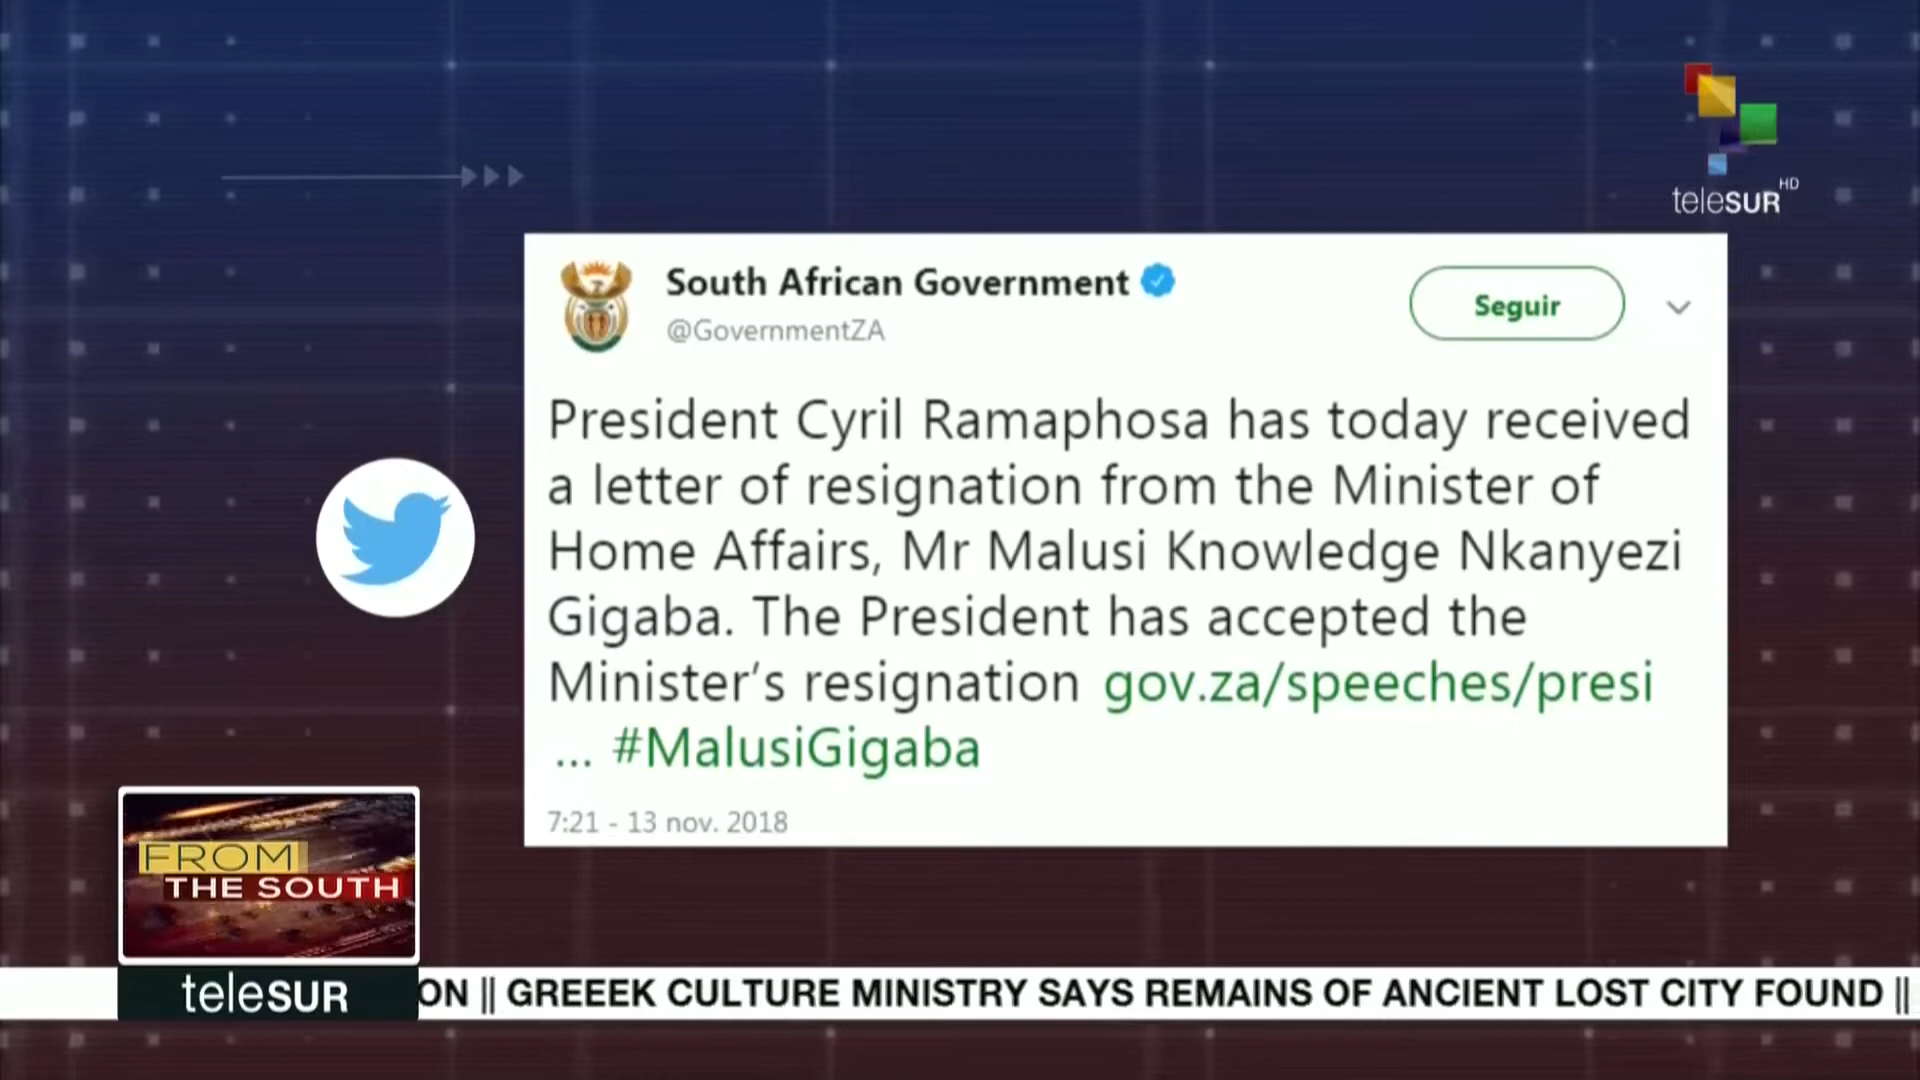 HD
teleSUR
South African Government
@GovernmentZA
Seguir
President Cyril Ramaphosa has today received
a letter of resignation from the Minister of
Home Affairs, Mr Malusi Knowledge Nkanyezi
Gigaba. The President has accepted the
Minister's resignation gov.za/speeches/presi
... #MalusiGigaba
7:21 - 13 nov. 2018
FROM
THE SOUTH
teleSUR
ON || GREEEK CULTURE MINISTRY SAYS REMAINS OF ANCIENT LOST CITY FOUND ||